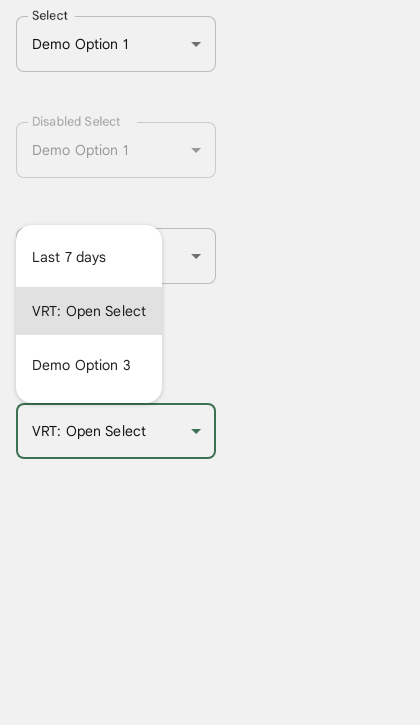 Select
Demo Option 1
Disabled Select
Demo Option 1
Last 7 days
VRT: Open Select
Demo Option 3
VRT: Open Select